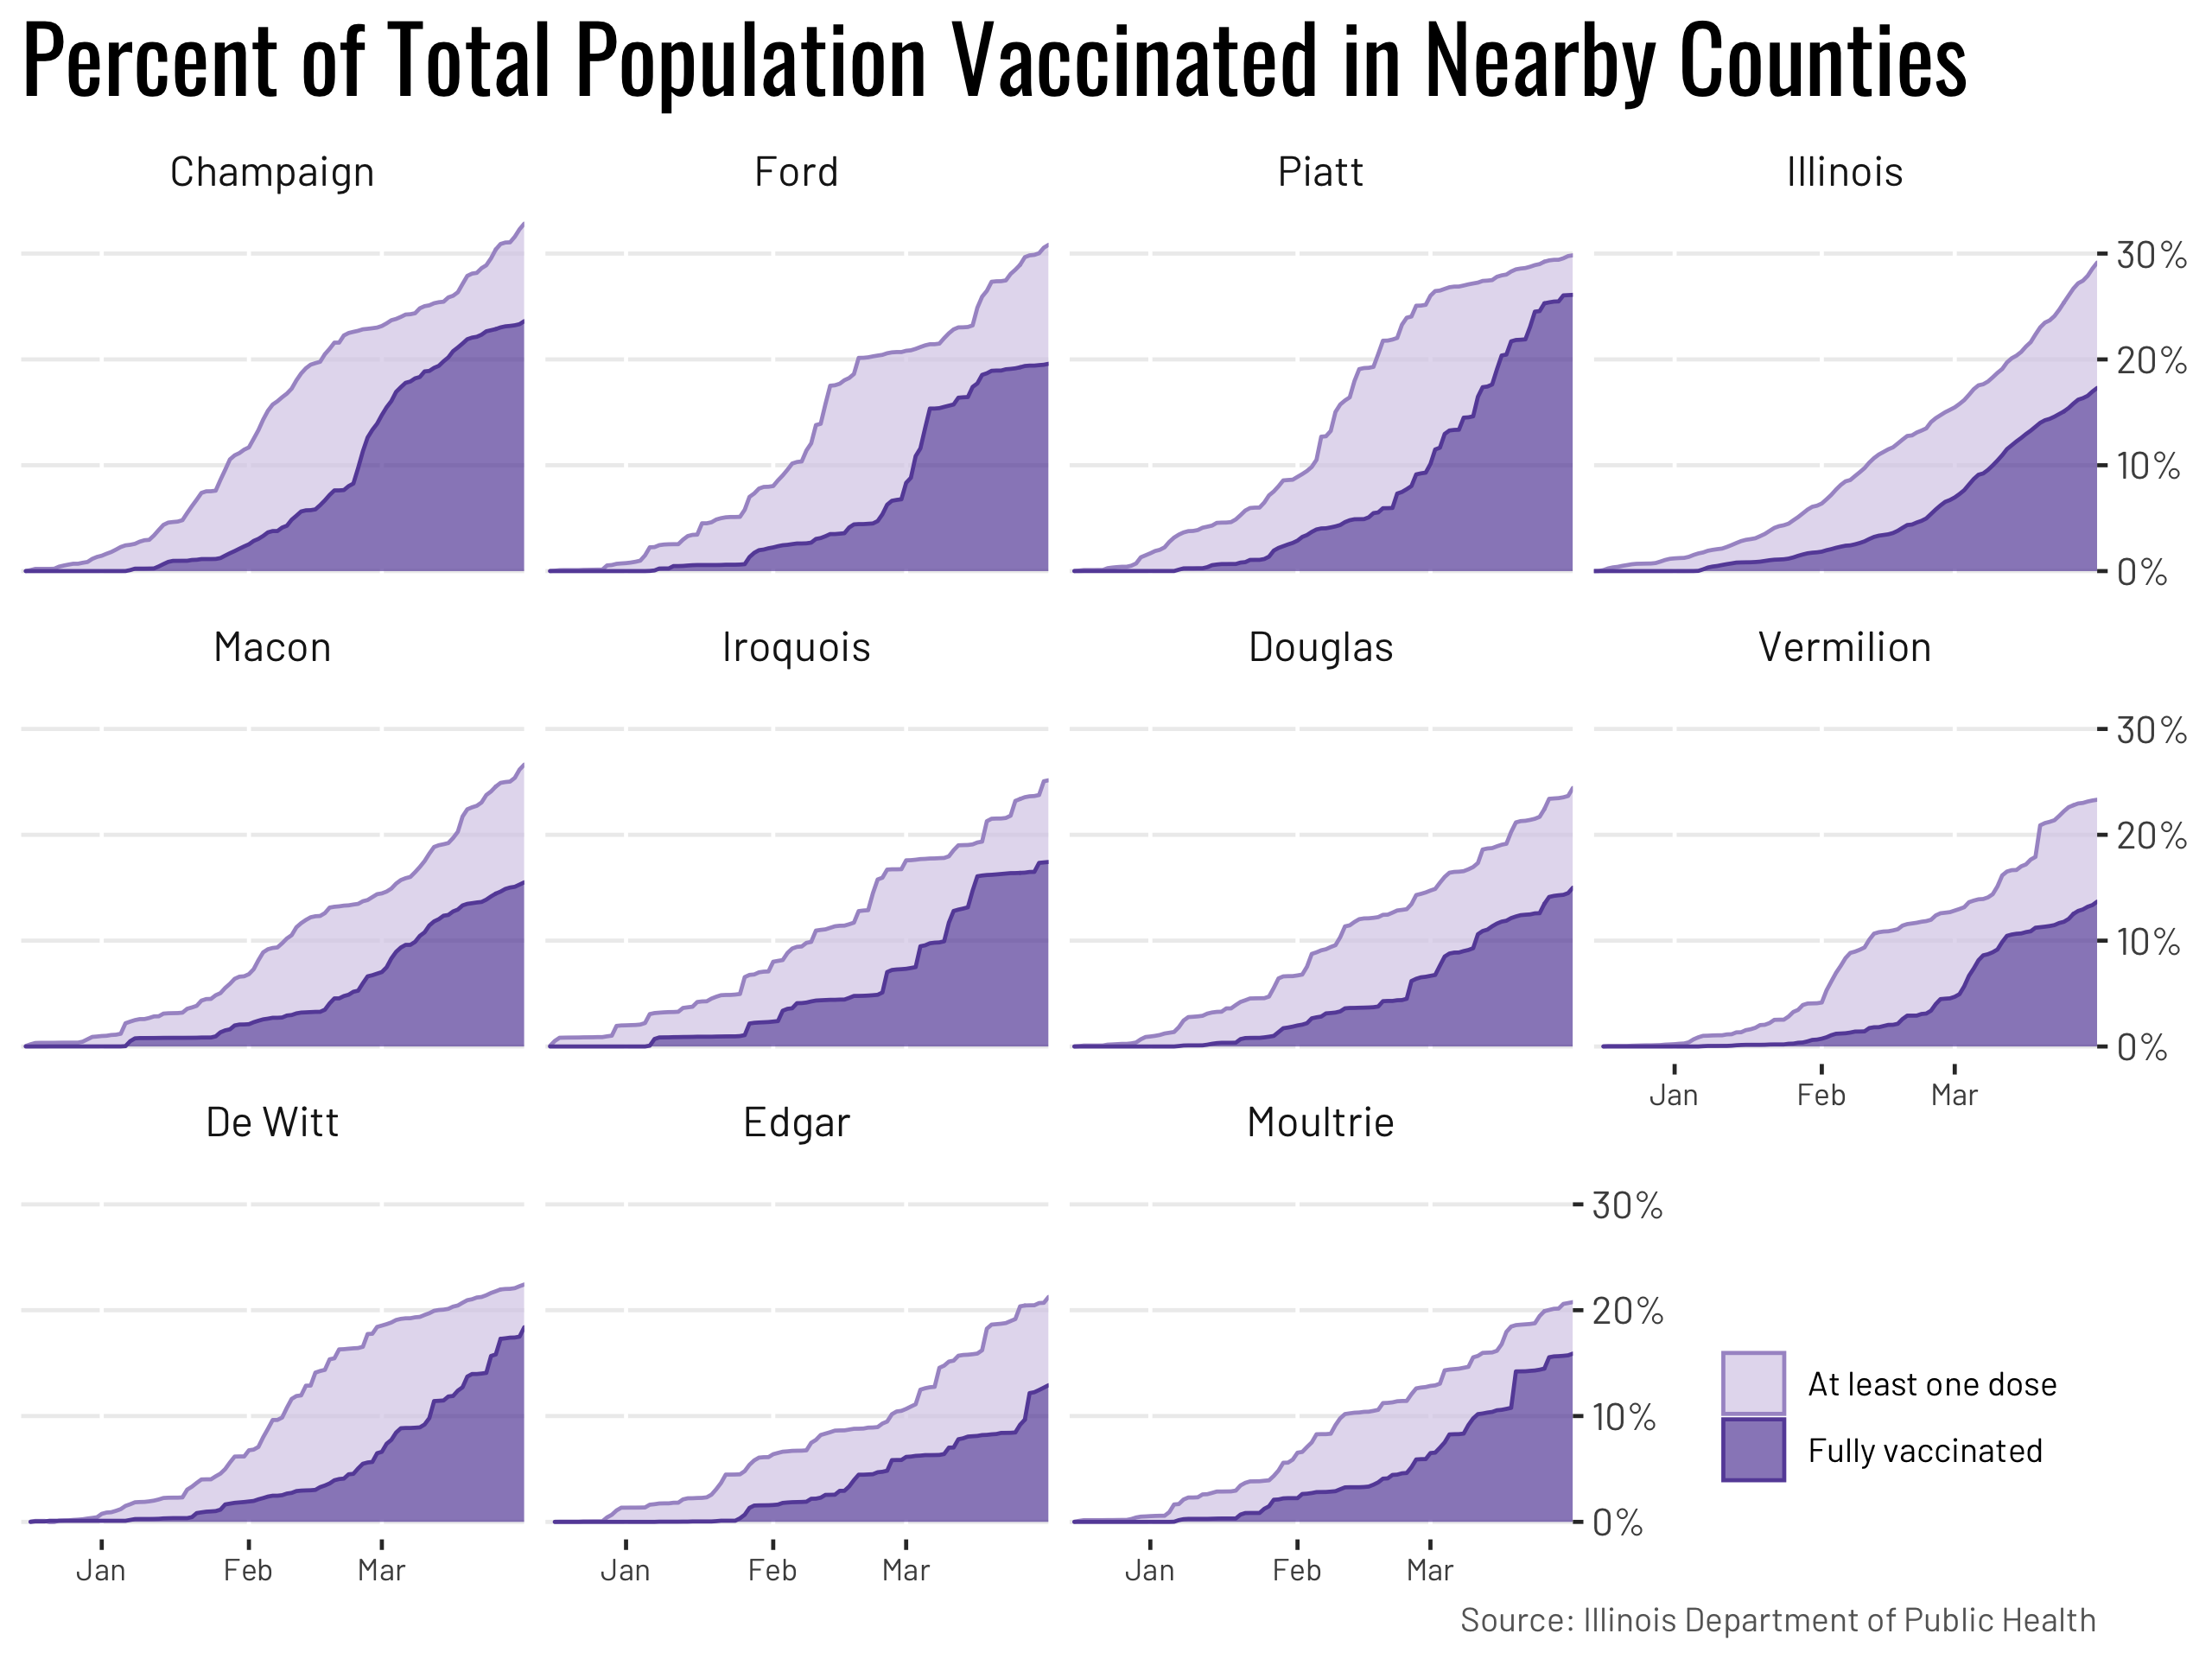 Percent of Total Population Vaccinated in Nearby Counties
Champaign
Ford
Piatt
Illinois
30%
20%
10%
0%
Macon
Iroquois
Douglas
Vermilion
30%
20%
10%
0%
Jan
Feb
Mar
De Witt
Edgar
Moultrie
30%
20%
10%
0%
Jan
Feb
Mar
Jan
Feb
Mar
Jan
Feb
Mar
At least one dose
Fully vaccinated
Source: Illinois Department of Public Health